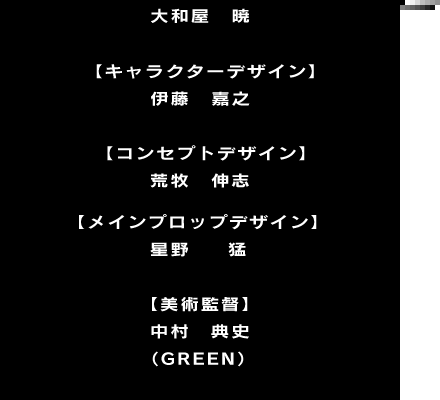 大和屋　暁
【キャラクターデザイン】
伊藤　嘉之
【コンセプトデザイン】
荒牧　伸志
【メインプロップデザイン】
星野　　猛
【美術監督】
中村　典史
（GREEN）